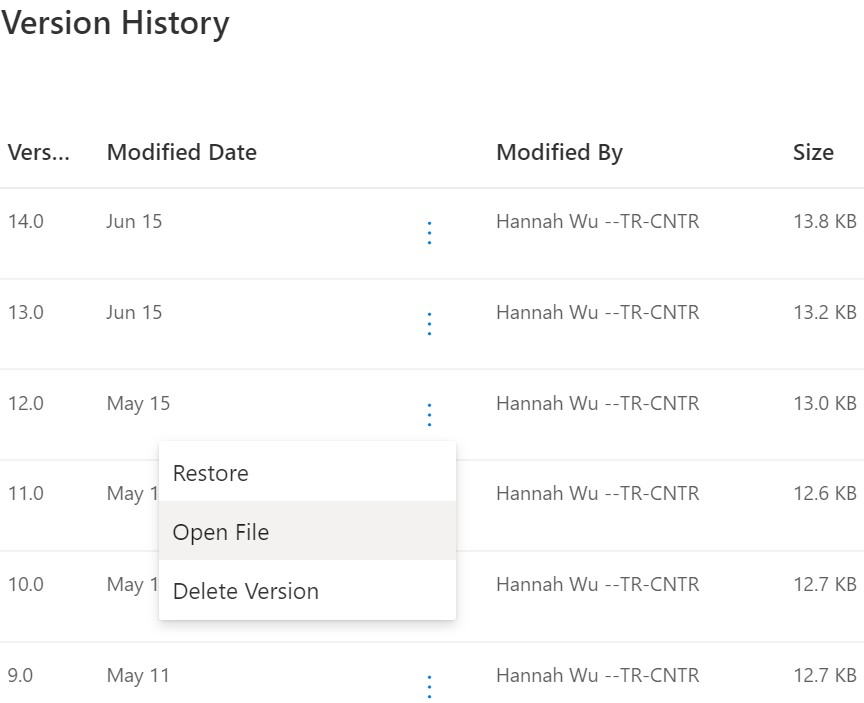 Version History
Vers... Modified Date Modified By Size
14.0 Jun 15 Hannah Wu --TR-CNTR 13.8 KB
13.0 Jun 15 Hannah Wu --TR-CNTR 13.2 KB
12.0 May 15 Hannah Wu --TR-CNTR 13.0 KB
Restore
11.0 May 1 Hannah Wu --TR-CNTR 12.6 KB
Open File
10.0 May 1 Hannah Wu --TR-CNTR 12.7 KB
Delete Version
9.0 May 11 Hannah Wu --TR-CNTR 12.7 KB